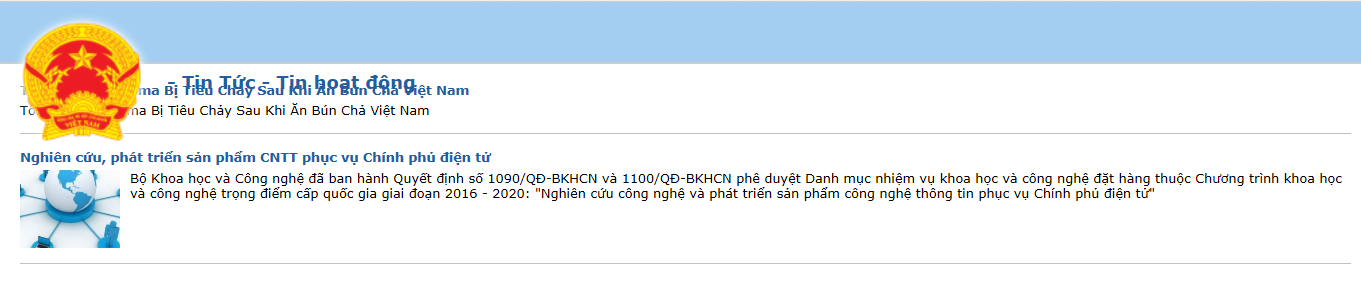 - Tin Tức - Tin hoạt động
ma Bị Tiêu Chảy Sau Khi Ăn Bún Chả Việt Nam
ma Bị Tiêu Chảy Sau Khi Ăn Bún Chả Việt Nam
Nghiên cứu, phát triển sản phẩm CNTT phục vụ Chính phủ điện tử
Bộ Khoa học và Công nghệ đã ban hành Quyết định số 1090/QĐ-BKHCN và 1100/QĐ-BKHCN phê duyệt Danh mục nhiệm vụ khoa học và công nghệ đặt hàng thuộc Chương trình khoa học
và công nghệ trọng điểm cấp quốc gia giai đoạn 2016 - 2020: "Nghiên cứu công nghệ và phát triển sản phẩm công nghệ thông tin phục vụ Chính phủ điện tử"